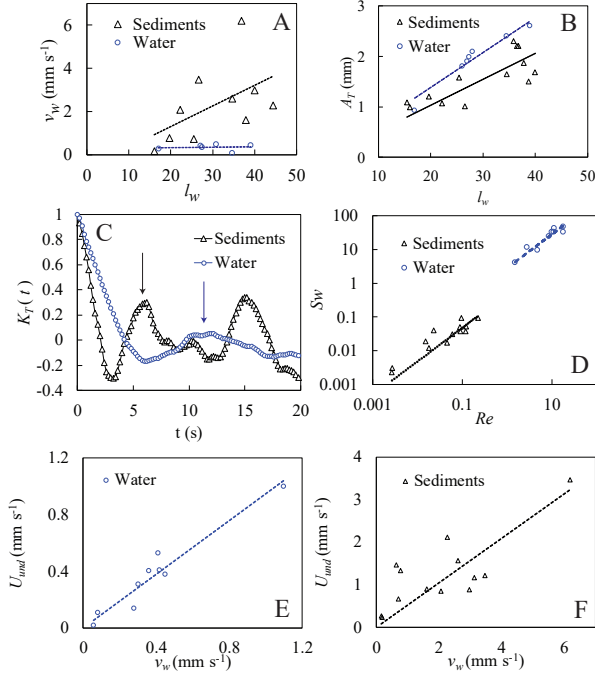 Sediments
Water
A
v_w (mm s⁻¹)
6
4
2
0
0 10 20 30 40 50
l_w
Water
B
A_T (mm)
4
3
2
1
0
10 20 30 40 50
l_w
C
Sediments
Water
K_T (t)
1
0.8
0.6
0.4
0.2
0
-0.2
-0.4
0 5 10 15 20
t (s)
Sediments
Water
D
Sw
100
10
1
0.1
0.01
0.001
0.001 0.1 10
Re
Water
E
U_und (mm s⁻¹)
1.2
0.8
0.4
0
0 0.4 0.8 1.2
v_w (mm s⁻¹)
Sediments
F
U_und (mm s⁻¹)
4
3
2
1
0
0 2 4 6
v_w (mm s⁻¹)